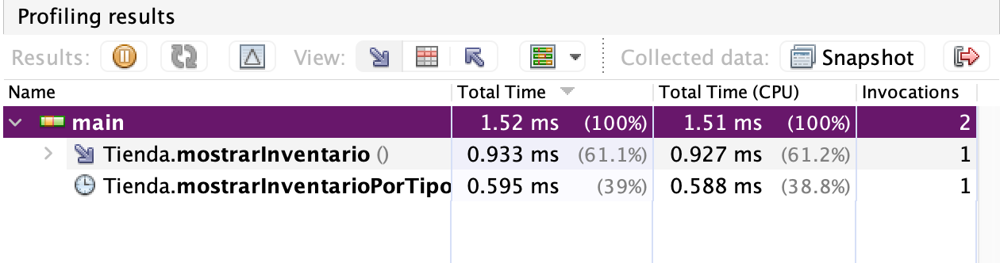 Profiling results
Results: View: Collected data: Snapshot
Name Total Time Total Time (CPU) Invocations
main 1.52 ms (100%) 1.51 ms (100%) 2
Tienda.mostrarInventario () 0.933 ms (61.1%) 0.927 ms (61.2%) 1
Tienda.mostrarInventarioPorTipo 0.595 ms (39%) 0.588 ms (38.8%) 1